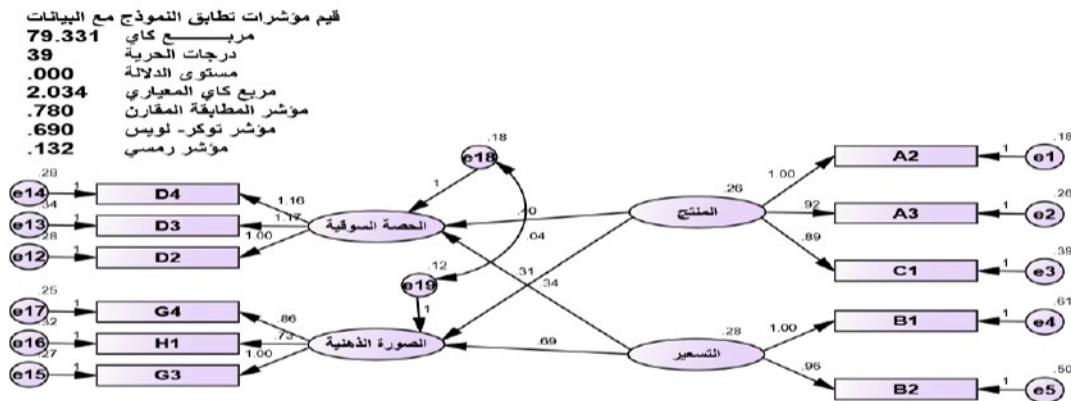 قيم مؤشرات تطابق النموذج مع البيانات
مربـــــــع كاي 79.331
درجات الحرية 39
مستوى الدلالة .000
مربع كاي المعياري 2.034
مؤشر المطابقة المقارن .780
مؤشر توكر- لويس .690
مؤشر رمسي .132
.18
e18
1
.18
A2 1 e1
1.00
.28
e14 1 D4 1.16
.26
المنتج
.26
A3 1 e2
.92
.34
e13 1 D3 1.17
الحصة السوقية
.40
.04
.28
e12 1 D2 1.00
.89
.39
C1 1 e3
.12
e19
1
.31
.34
.25
e17 1 G4 .86
.61
B1 1 e4
1.00
.32
e16 1 H1 .73
الصورة الذهنية
.69
.28
التسعير
.27
e15 1 G3 1.00
.96
.50
B2 1 e5